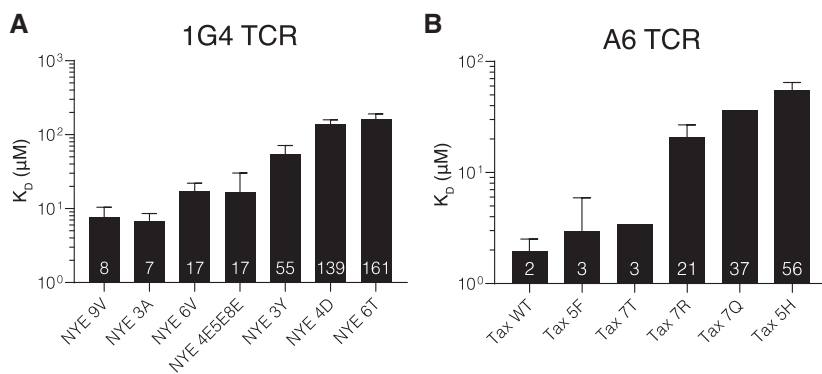 A
1G4 TCR
K_D (µM)
10³
10²
10¹
10⁰
8
7
17
17
55
139
161
NYE 9V
NYE 3A
NYE 6V
NYE 4E5E8E
NYE 3Y
NYE 4D
NYE 6T
B
A6 TCR
K_D (µM)
10²
10¹
10⁰
2
3
3
21
37
56
Tax WT
Tax 5F
Tax 7T
Tax 7R
Tax 7Q
Tax 5H